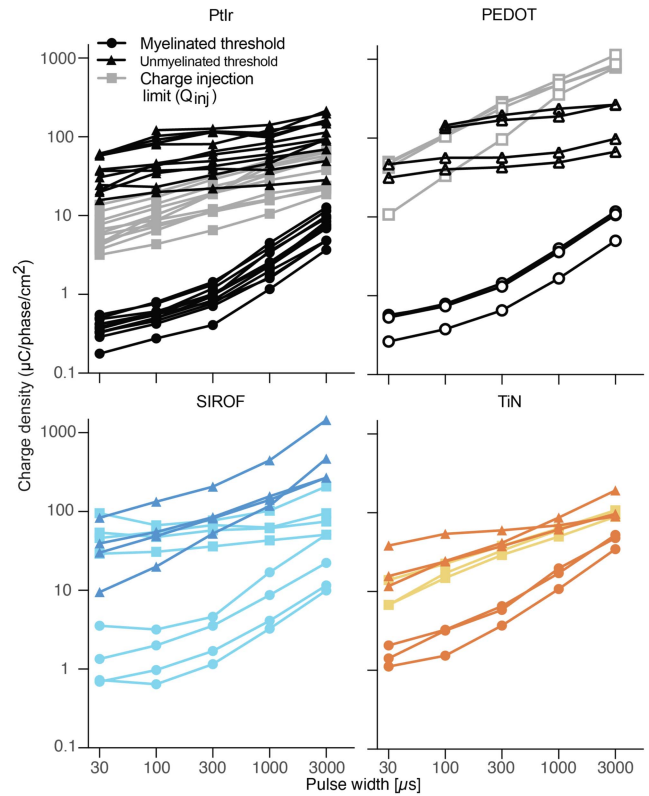 PtIr
PEDOT
Myelinated threshold
Unmyelinated threshold
Charge injection
limit (Qinj)
1000
100
10
1
0.1
Charge density (µC/phase/cm2)
SIROF
TiN
1000
100
10
1
0.1
30 100 300 1000 3000
30 100 300 1000 3000
Pulse width [µs]